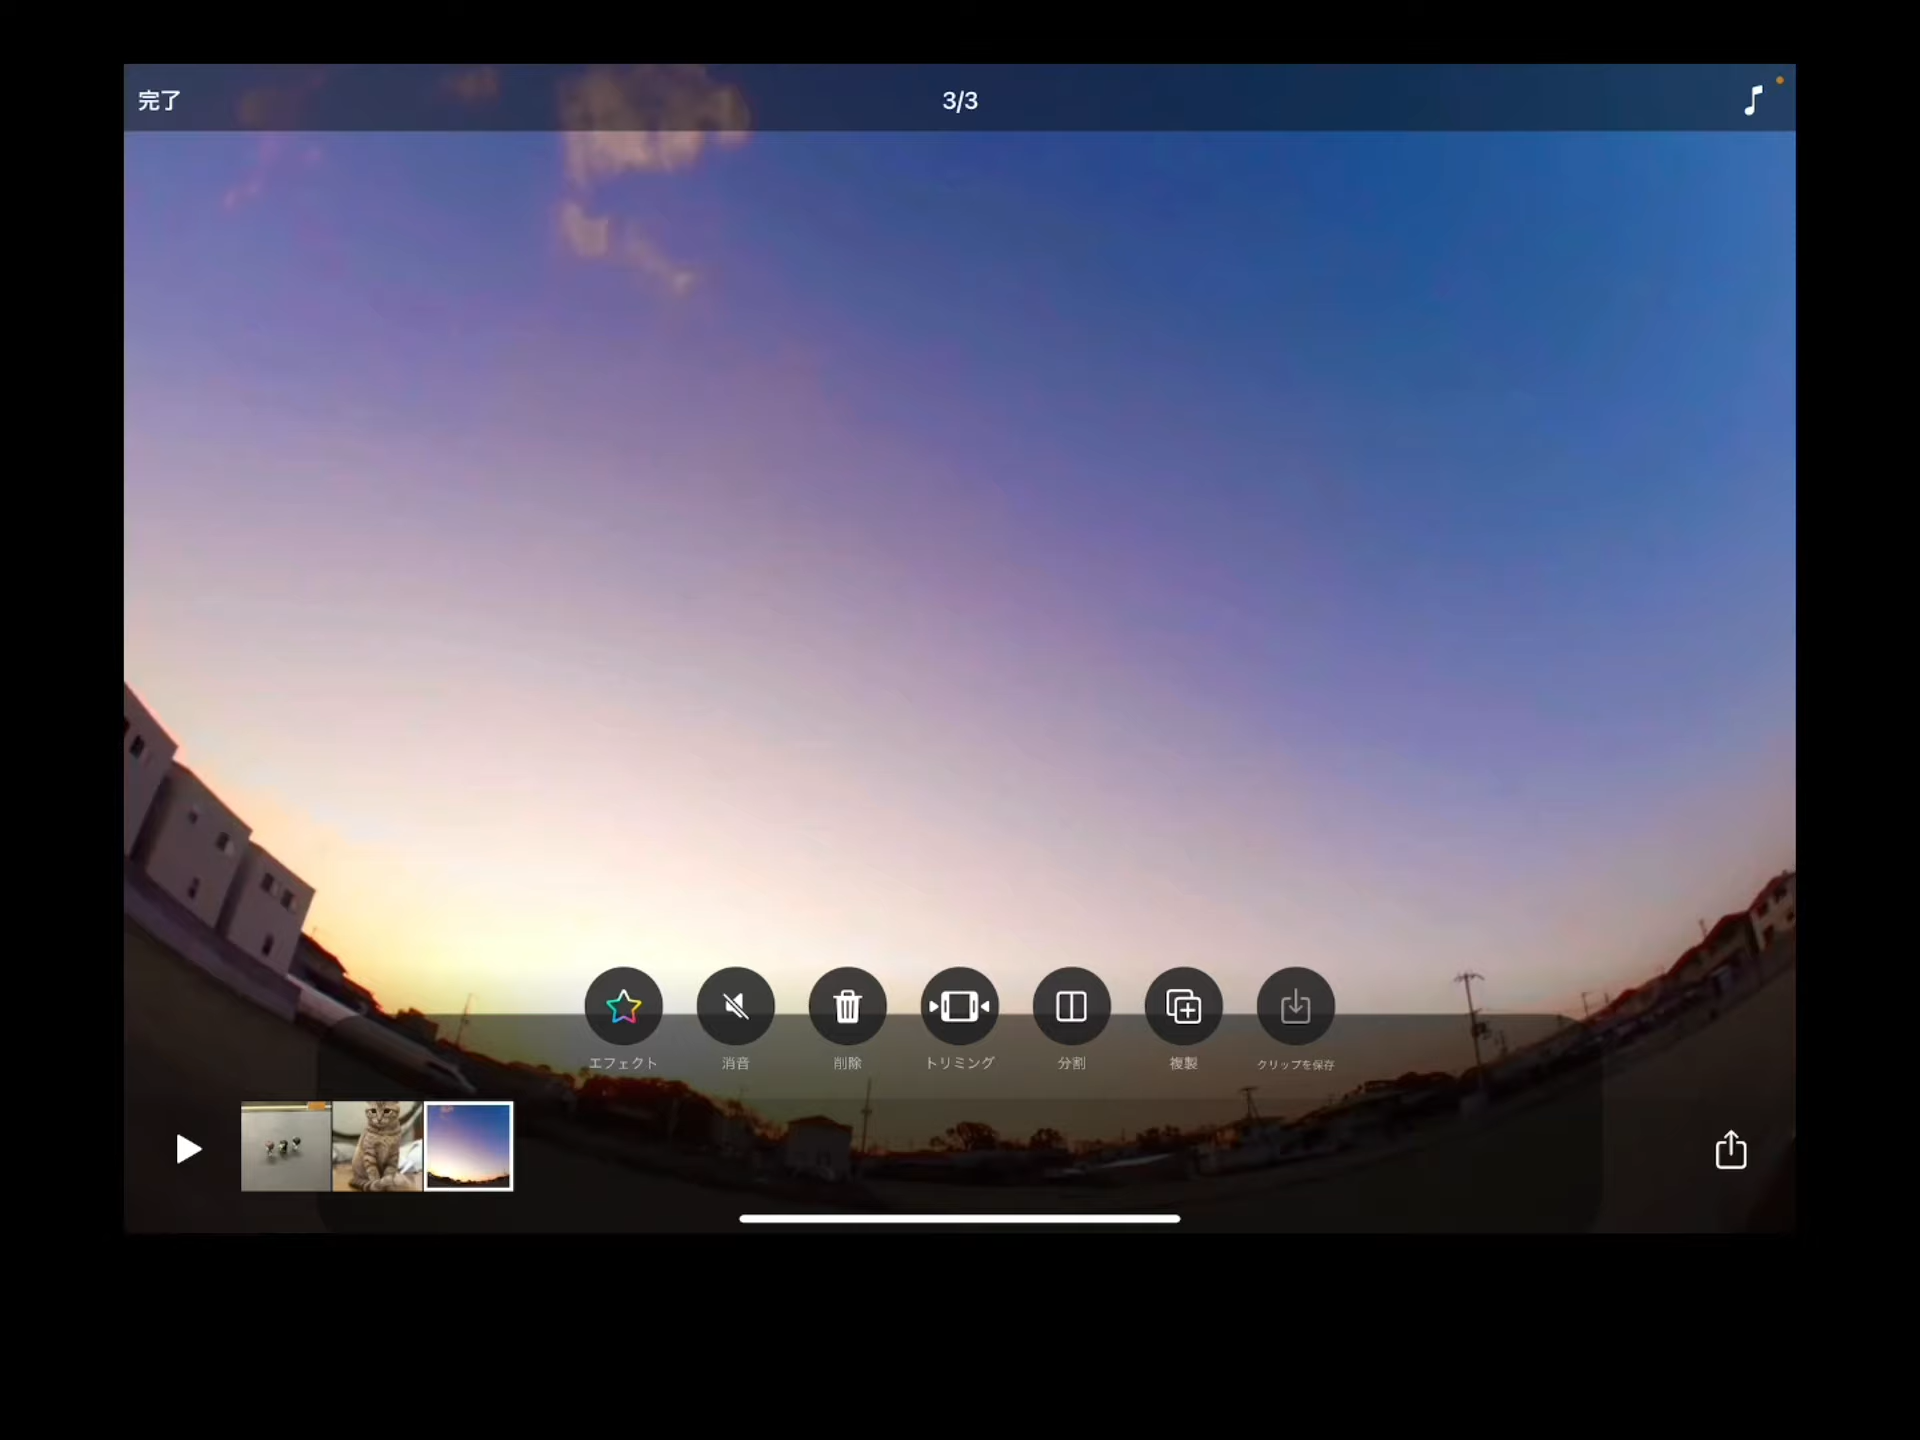 完了
3/3
エフェクト
消音
削除
トリミング
分割
複製
クリップを保存